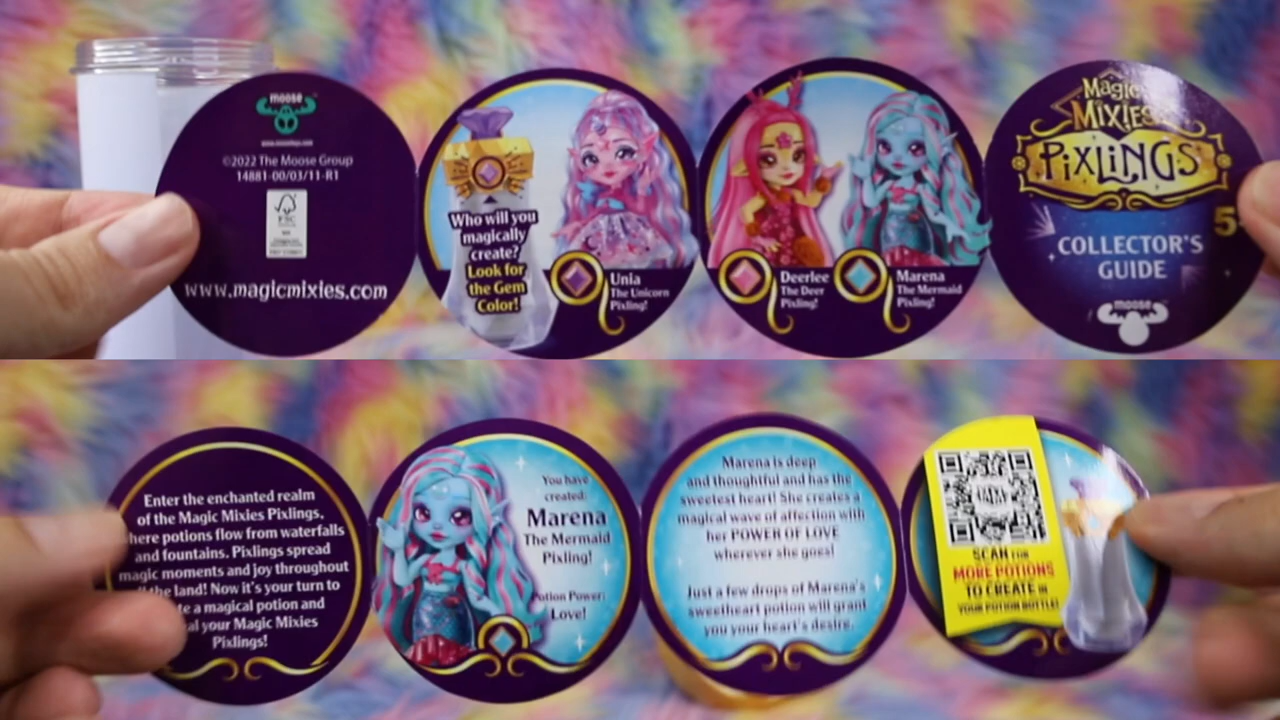 moose
©2022 The Moose Group
14881-00/03/11-R1
FSC
www.magicmixies.com
Who will you
magically
create?
Look for
the Gem
Color!
Unia
The Unicorn
Pixling!
Deerlee
The Deer
Pixling!
Marena
The Mermaid
Pixling!
Magic
Mixies
PiXLiNGS
5+
COLLECTOR'S
GUIDE
moose
Enter the enchanted realm
of the Magic Mixies Pixlings,
here potions flow from waterfalls
and fountains. Pixlings spread
magic moments and joy throughout
the land! Now it's your turn to
te a magical potion and
al your Magic Mixies
Pixlings!
You have
created:
Marena
The Mermaid
Pixling!
Potion Power:
Love!
Marena is deep
and thoughtful and has the
sweetest heart! She creates a
magical wave of affection with
her POWER OF LOVE
wherever she goes!
Just a few drops of Marena's
sweetheart potion will grant
you your heart's desire.
SCAN FOR
MORE POTIONS
TO CREATE IN
YOUR POTION BOTTLE!